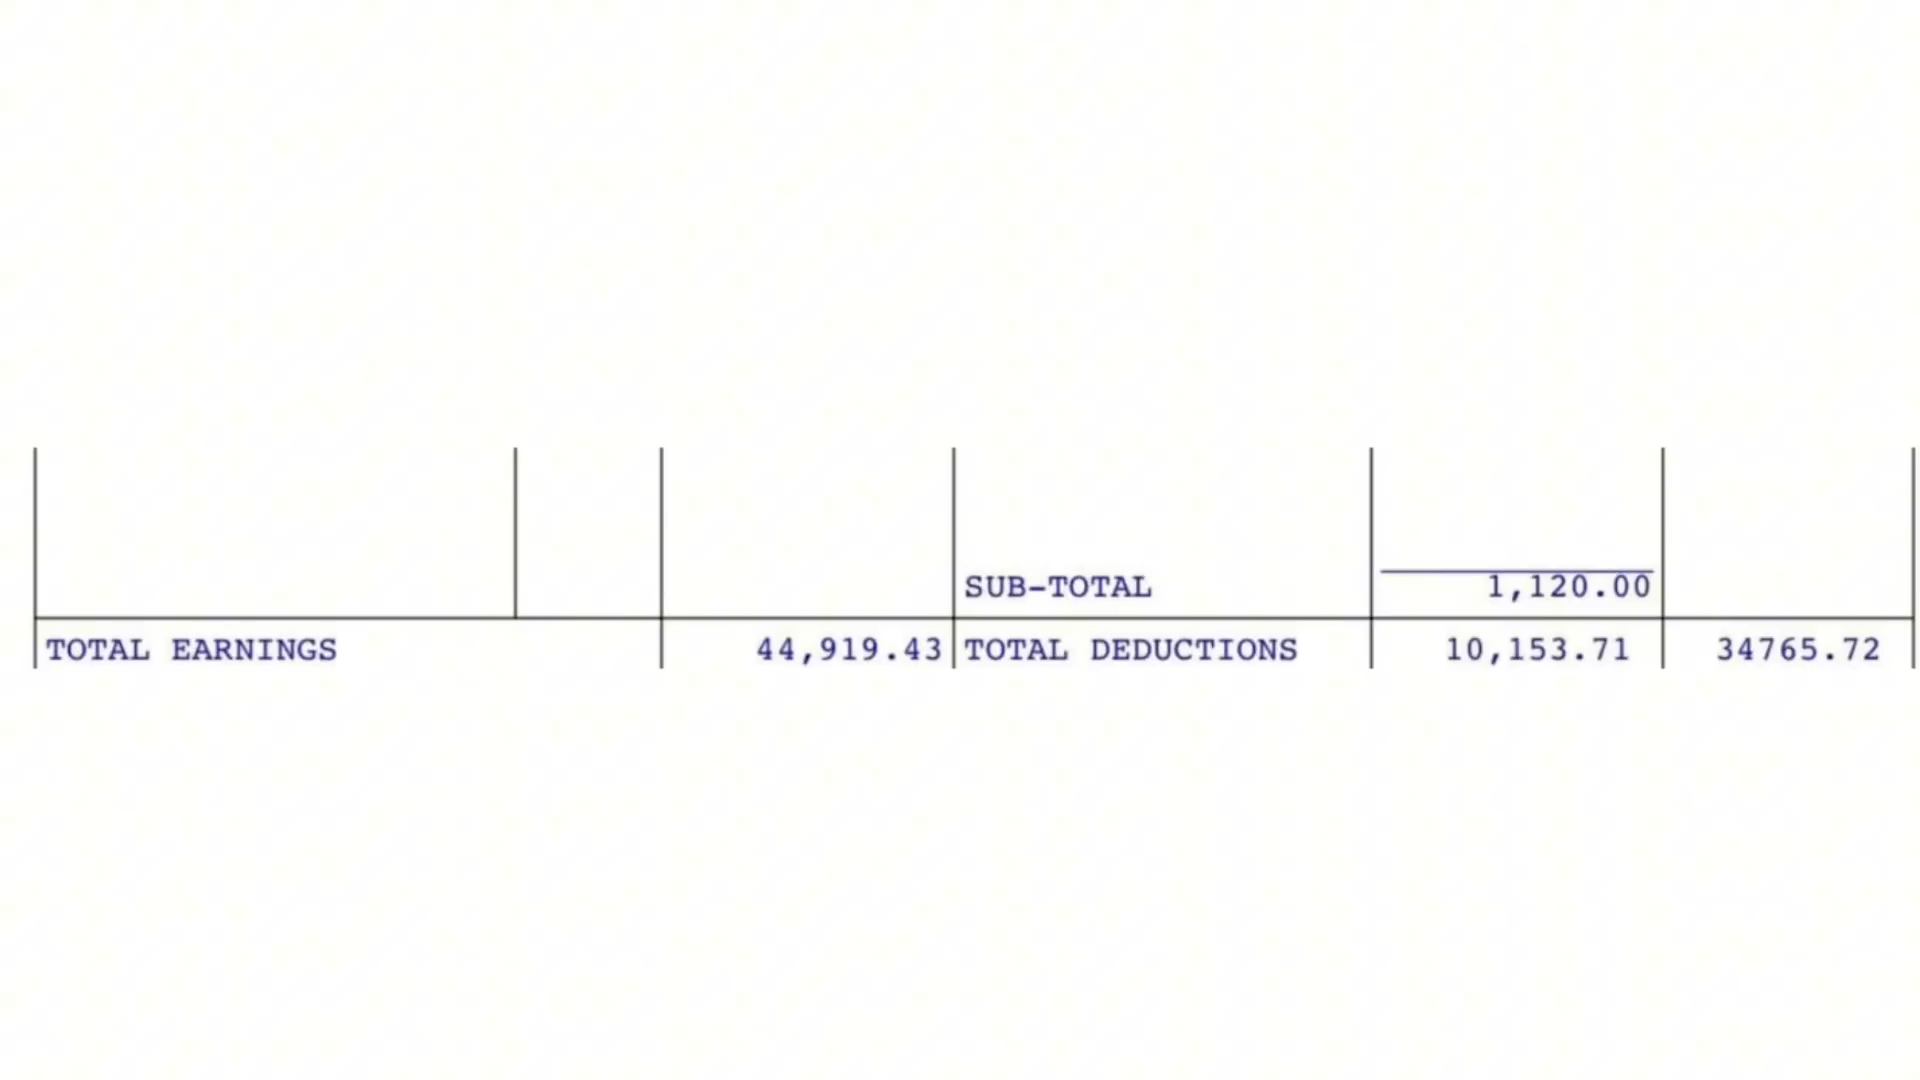 SUB-TOTAL 1,120.00
TOTAL EARNINGS 44,919.43 TOTAL DEDUCTIONS 10,153.71 34765.72